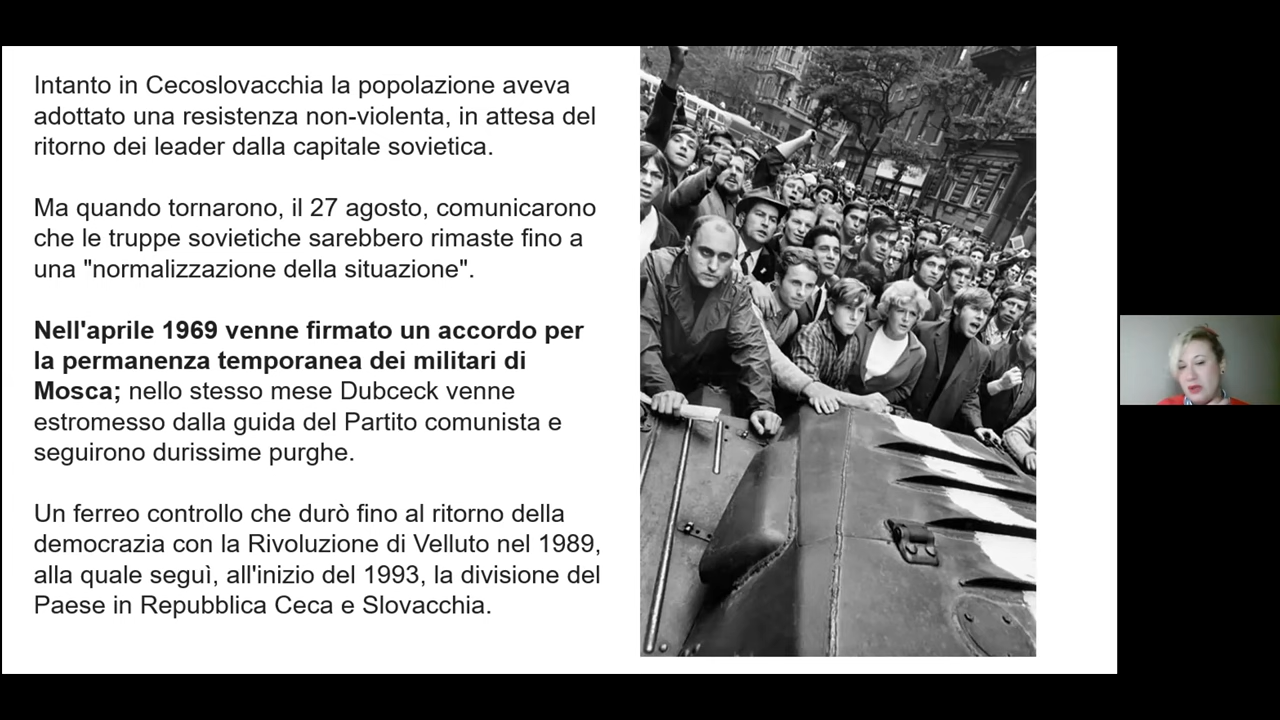 Intanto in Cecoslovacchia la popolazione aveva
adottato una resistenza non-violenta, in attesa del
ritorno dei leader dalla capitale sovietica.
Ma quando tornarono, il 27 agosto, comunicarono
che le truppe sovietiche sarebbero rimaste fino a
una "normalizzazione della situazione".
Nell'aprile 1969 venne firmato un accordo per
la permanenza temporanea dei militari di
Mosca; nello stesso mese Dubceck venne
estromesso dalla guida del Partito comunista e
seguirono durissime purghe.
Un ferreo controllo che durò fino al ritorno della
democrazia con la Rivoluzione di Velluto nel 1989,
alla quale seguì, all'inizio del 1993, la divisione del
Paese in Repubblica Ceca e Slovacchia.